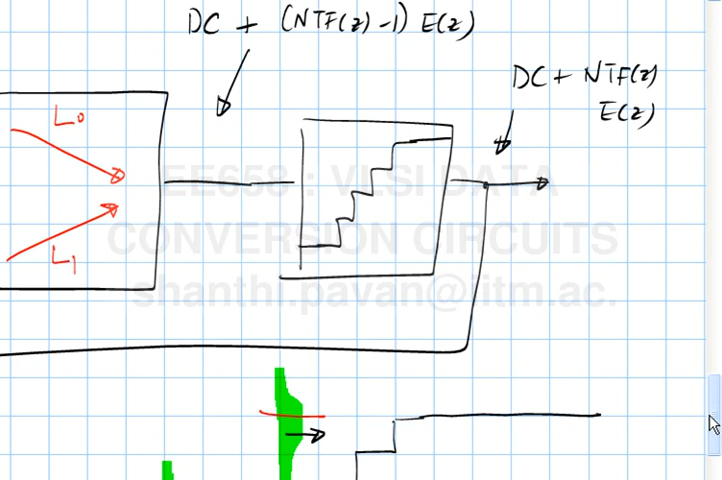 DC + (NTF(z) -1) E(z)
DC + NTF(z)
E(z)
L0
L1
EE658 : VLSI DATA
CONVERSION CIRCUITS
shanthi.pavan@iitm.ac.